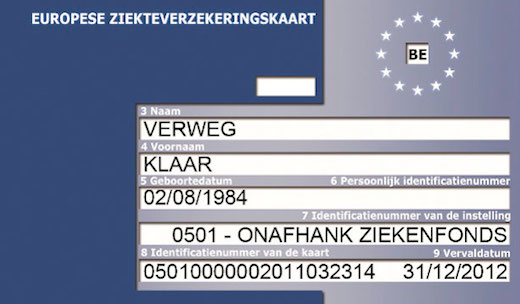 EUROPESE ZIEKTEVERZEKERINGSKAART
BE
3 Naam
VERWEG
4 Voornaam
KLAAR
5 Geboortedatum 6 Persoonlijk identificatienummer
02/08/1984
7 Identificatienummer van de instelling
0501 - ONAFHANK ZIEKENFONDS
8 Identificatienummer van de kaart 9 Vervaldatum
05010000002011032314 31/12/2012